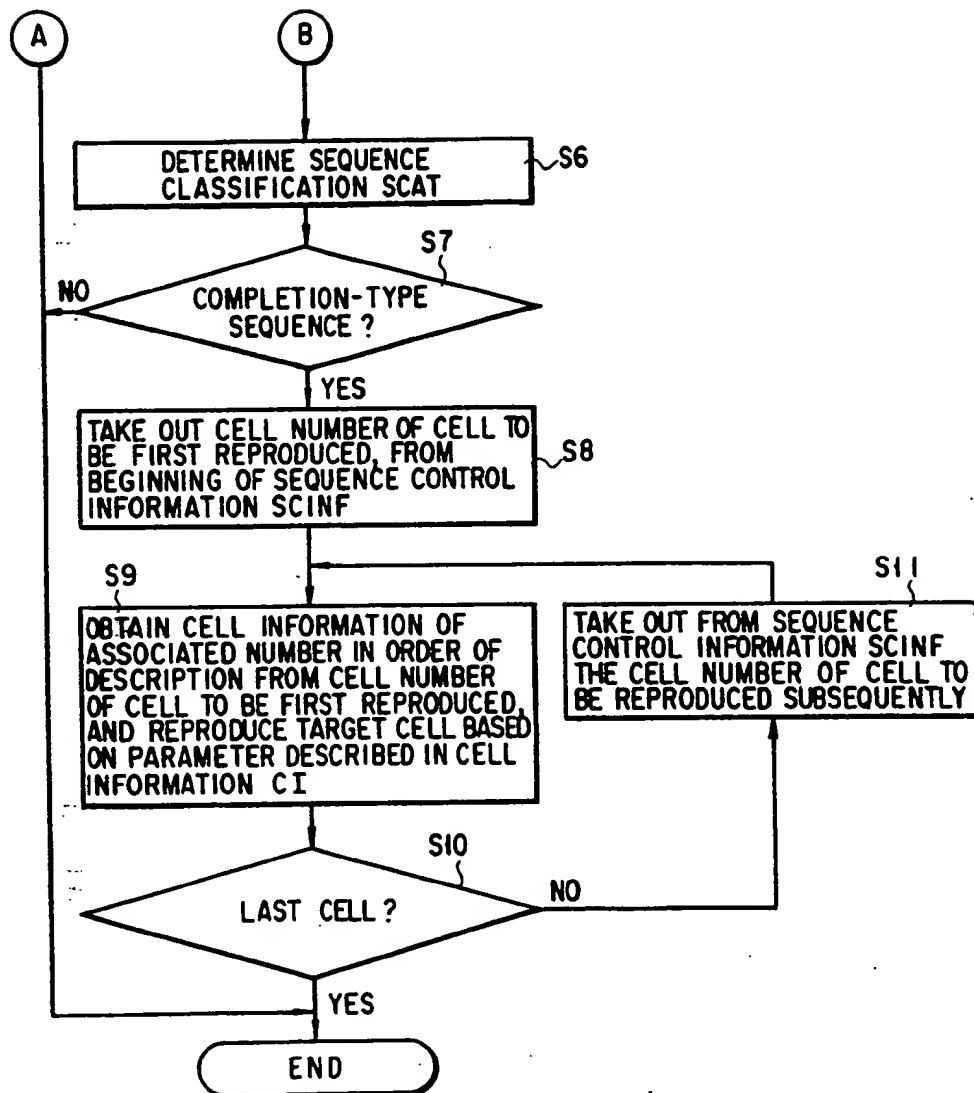 A
B
DETERMINE SEQUENCE
CLASSIFICATION SCAT
S6
S7
NO
COMPLETION-TYPE
SEQUENCE?
YES
TAKE OUT CELL NUMBER OF CELL TO
BE FIRST REPRODUCED, FROM
BEGINNING OF SEQUENCE CONTROL
INFORMATION SCINF
S8
S9
OBTAIN CELL INFORMATION OF
ASSOCIATED NUMBER IN ORDER OF
DESCRIPTION FROM CELL NUMBER
OF CELL TO BE FIRST REPRODUCED,
AND REPRODUCE TARGET CELL BASED
ON PARAMETER DESCRIBED IN CELL
INFORMATION CI
S11
TAKE OUT FROM SEQUENCE
CONTROL INFORMATION SCINF
THE CELL NUMBER OF CELL TO
BE REPRODUCED SUBSEQUENTLY
S10
LAST CELL?
NO
YES
END